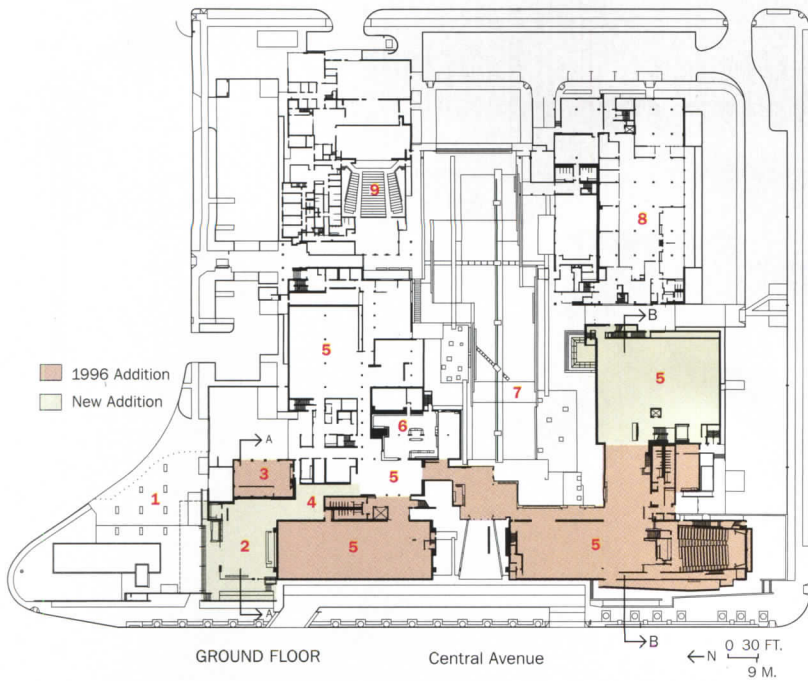 9
8
B
5
5
1996 Addition
New Addition
6
7
A
3
5
1
4
2
5
5
A
B
GROUND FLOOR
Central Avenue
←N
0 30 FT.
9 M.